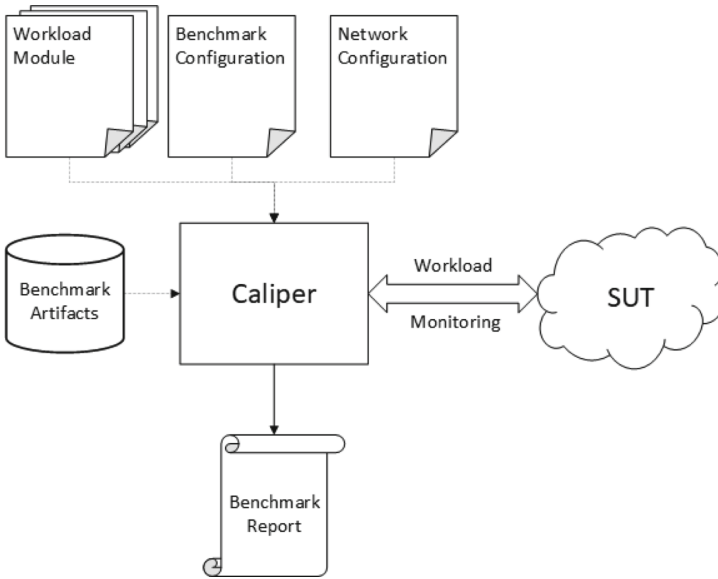 Workload
Module
Benchmark
Configuration
Network
Configuration
Benchmark
Artifacts
Caliper
Workload
Monitoring
SUT
Benchmark
Report